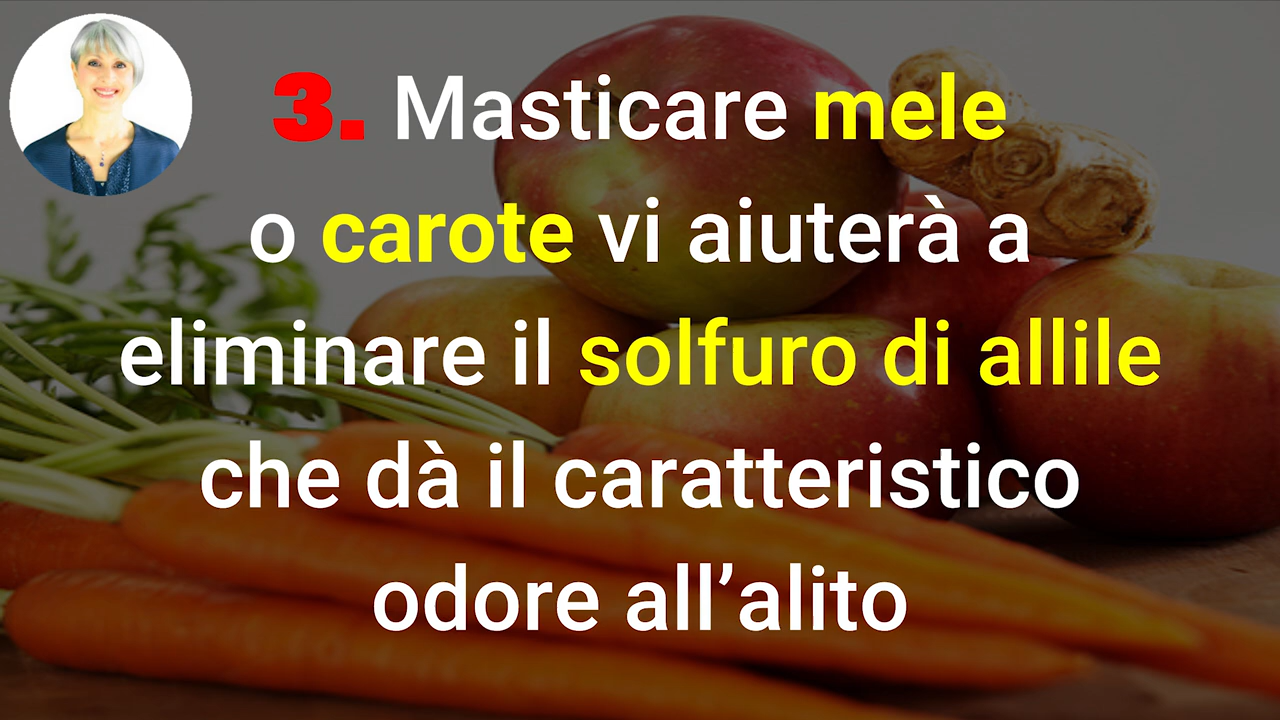 3. Masticare mele
o carote vi aiuterà a
eliminare il solfuro di allile
che dà il caratteristico
odore all’alito